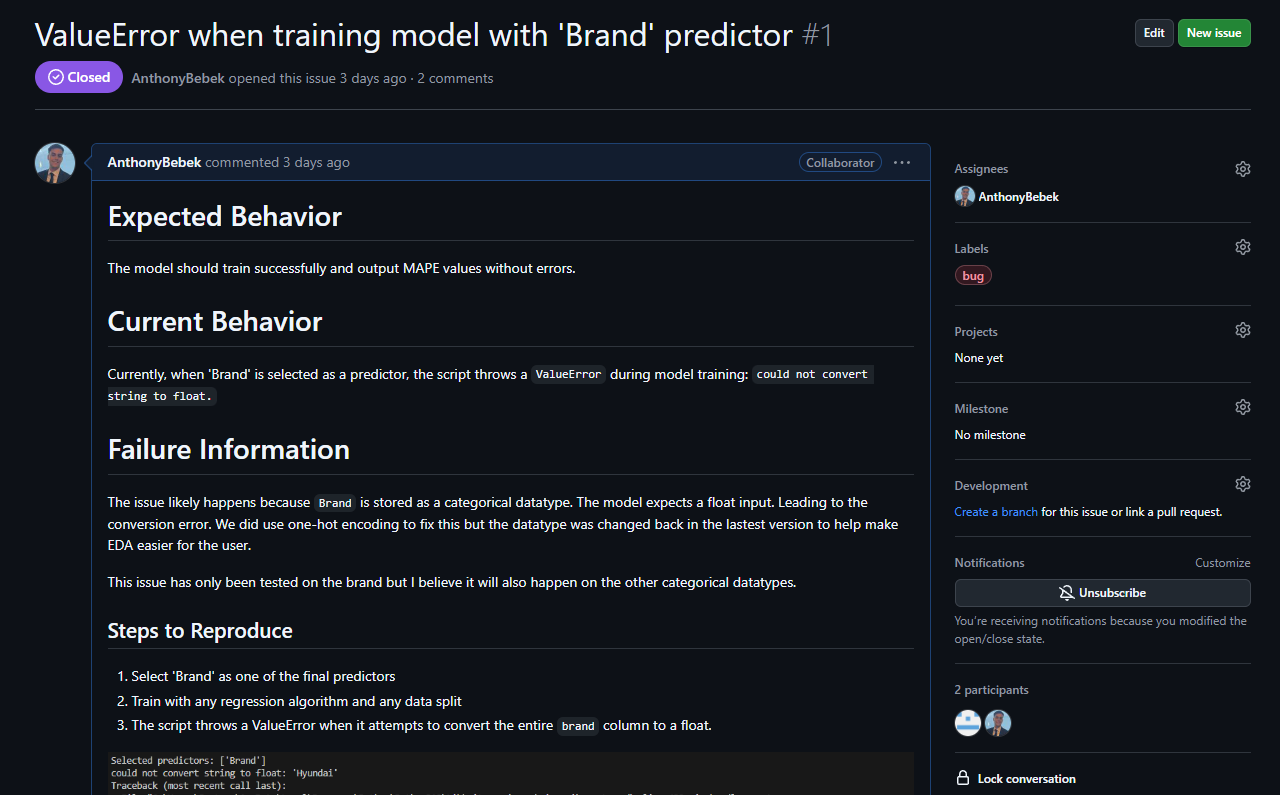 ValueError when training model with 'Brand' predictor #1
Edit
New issue
Closed
AnthonyBebek opened this issue 3 days ago · 2 comments
AnthonyBebek commented 3 days ago
Collaborator
Expected Behavior
The model should train successfully and output MAPE values without errors.
Current Behavior
Currently, when 'Brand' is selected as a predictor, the script throws a ValueError during model training: could not convert
string to float.
Failure Information
The issue likely happens because Brand is stored as a categorical datatype. The model expects a float input. Leading to the
conversion error. We did use one-hot encoding to fix this but the datatype was changed back in the lastest version to help make
EDA easier for the user.
This issue has only been tested on the brand but I believe it will also happen on the other categorical datatypes.
Steps to Reproduce
1. Select 'Brand' as one of the final predictors
2. Train with any regression algorithm and any data split
3. The script throws a ValueError when it attempts to convert the entire brand column to a float.
Selected predictors: ['Brand']
could not convert string to float: 'Hyundai'
Traceback (most recent call last):
Assignees
AnthonyBebek
Labels
bug
Projects
None yet
Milestone
No milestone
Development
Create a branch for this issue or link a pull request.
Notifications
Customize
Unsubscribe
You're receiving notifications because you modified the
open/close state.
2 participants
Lock conversation